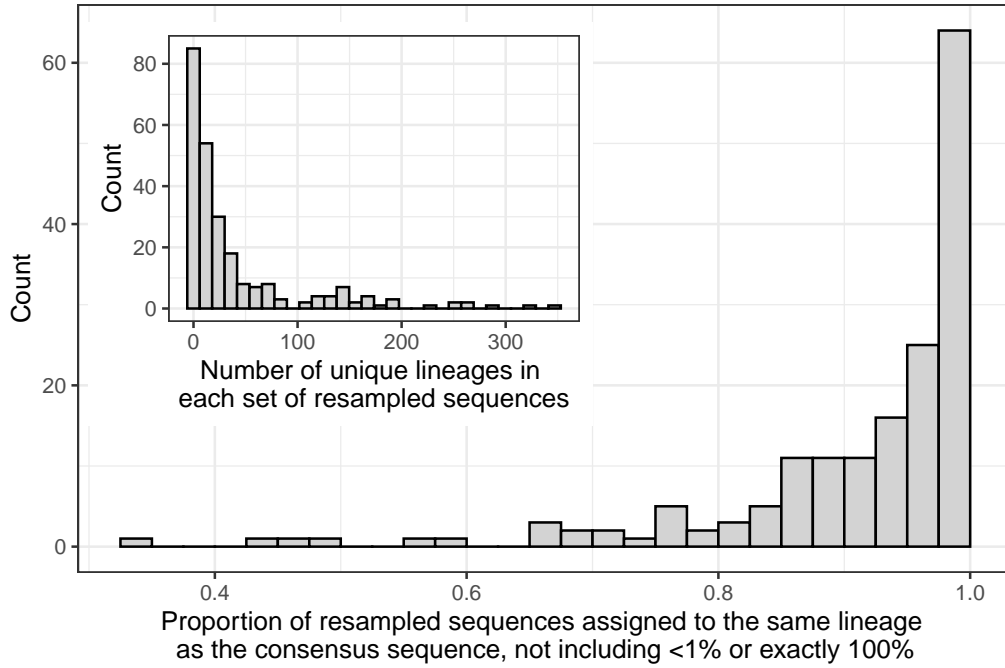 80
60
40
20
0
Count
0 100 200 300
Number of unique lineages in
each set of resampled sequences
60
40
20
0
Count
0.4 0.6 0.8 1.0
Proportion of resampled sequences assigned to the same lineage
as the consensus sequence, not including <1% or exactly 100%